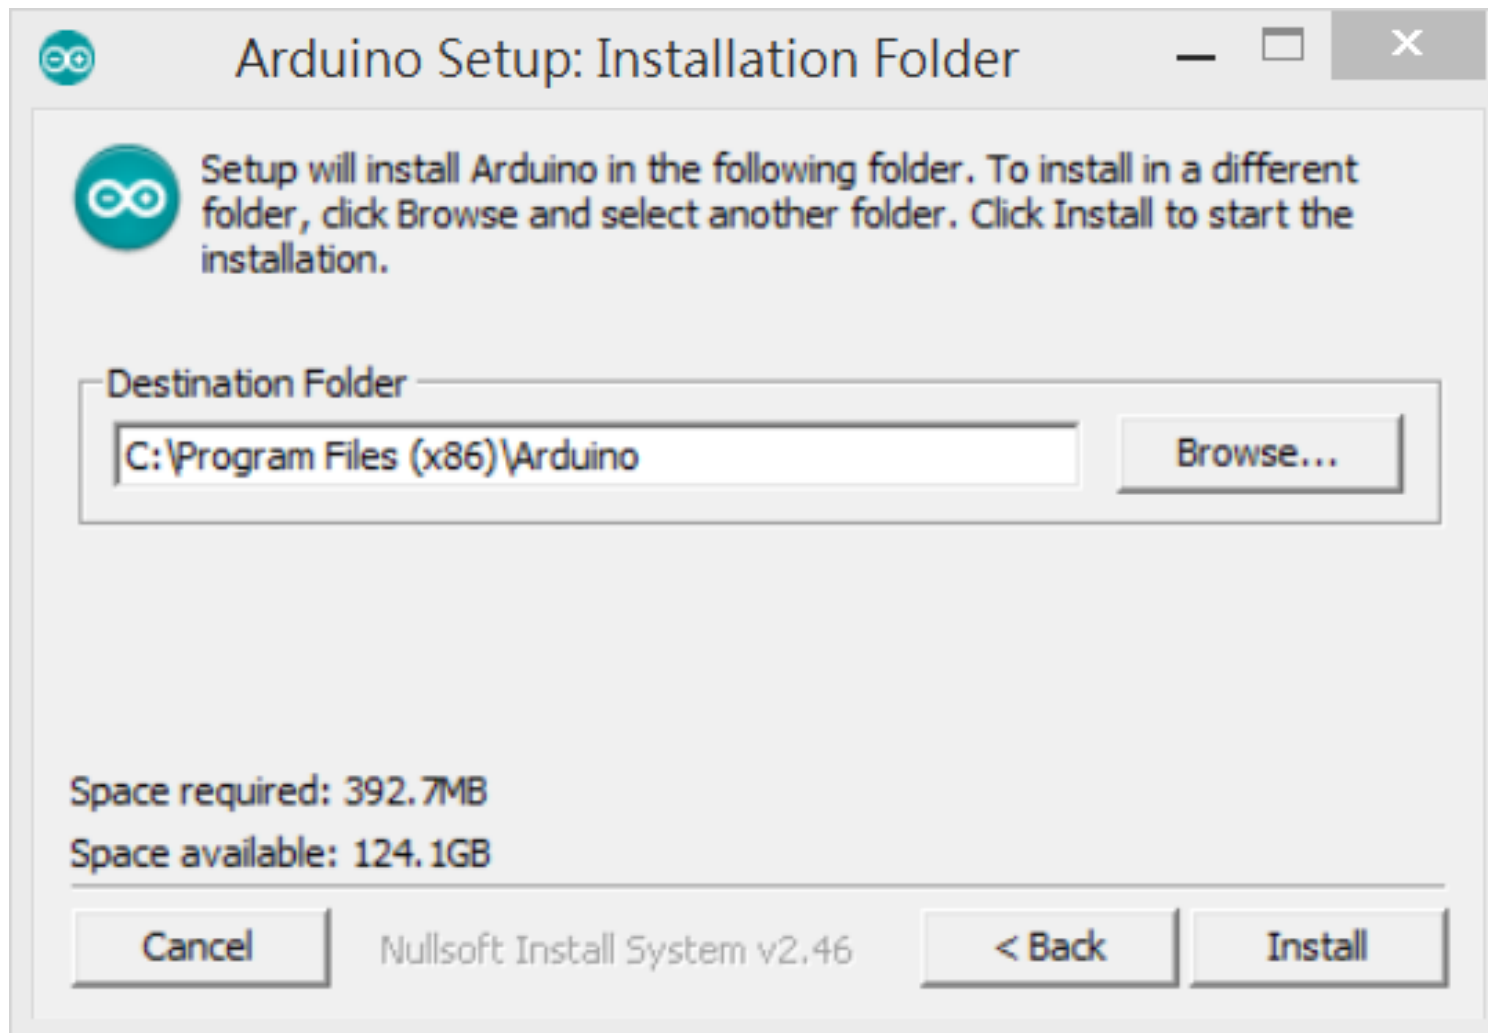 Arduino Setup: Installation Folder
Setup will install Arduino in the following folder. To install in a different
folder, click Browse and select another folder. Click Install to start the
installation.
Destination Folder
C:\Program Files (x86)\Arduino
Browse...
Space required: 392.7MB
Space available: 124.1GB
Cancel
Nullsoft Install System v2.46
< Back
Install